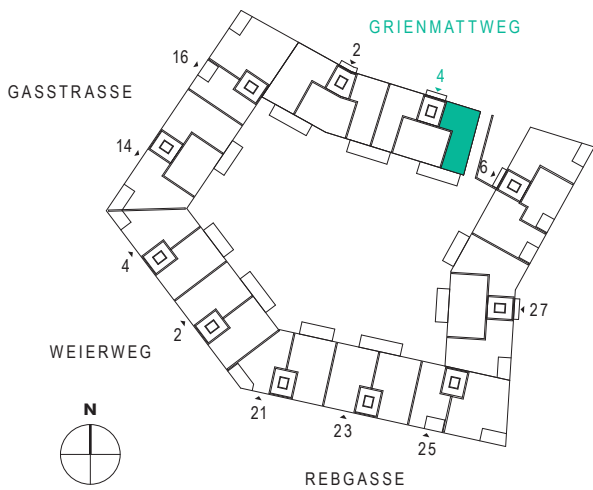 GRIENMATTWEG
2
16
4
GASSTRASSE
14
6
4
27
2
WEIERWEG
N
21
23
25
REBGASSE